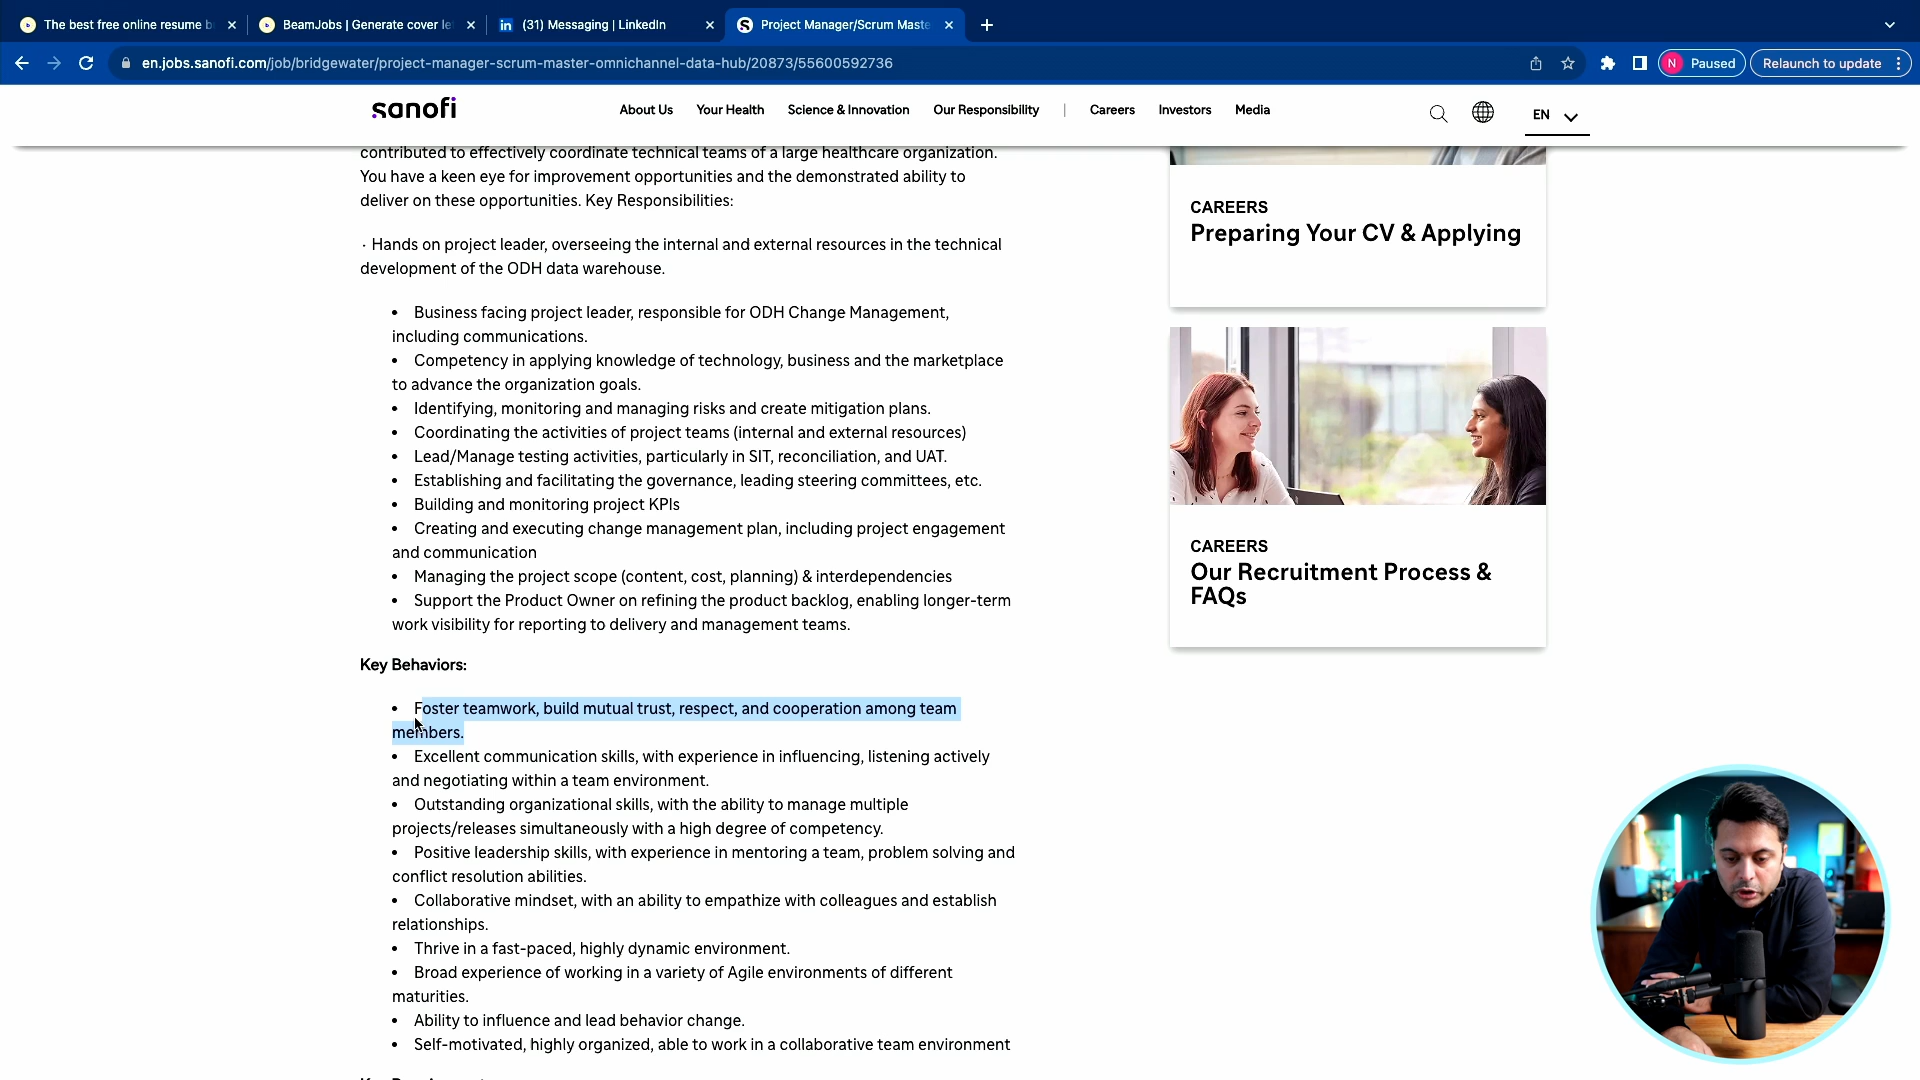 The best free online resume b
BeamJobs | Generate cover le
in (31) Messaging | LinkedIn
Project Manager/Scrum Maste
en.jobs.sanofi.com/job/bridgewater/project-manager-scrum-master-omnichannel-data-hub/20873/55600592736
N Paused
Relaunch to update
sanofi
About Us
Your Health
Science & Innovation
Our Responsibility
|
Careers
Investors
Media
EN
contributed to effectively coordinate technical teams of a large healthcare organization.
You have a keen eye for improvement opportunities and the demonstrated ability to
deliver on these opportunities. Key Responsibilities:
· Hands on project leader, overseeing the internal and external resources in the technical
development of the ODH data warehouse.
• Business facing project leader, responsible for ODH Change Management,
including communications.
• Competency in applying knowledge of technology, business and the marketplace
to advance the organization goals.
• Identifying, monitoring and managing risks and create mitigation plans.
• Coordinating the activities of project teams (internal and external resources)
• Lead/Manage testing activities, particularly in SIT, reconciliation, and UAT.
• Establishing and facilitating the governance, leading steering committees, etc.
• Building and monitoring project KPIs
• Creating and executing change management plan, including project engagement
and communication
• Managing the project scope (content, cost, planning) & interdependencies
• Support the Product Owner on refining the product backlog, enabling longer-term
work visibility for reporting to delivery and management teams.
Key Behaviors:
• Foster teamwork, build mutual trust, respect, and cooperation among team
members.
• Excellent communication skills, with experience in influencing, listening actively
and negotiating within a team environment.
• Outstanding organizational skills, with the ability to manage multiple
projects/releases simultaneously with a high degree of competency.
• Positive leadership skills, with experience in mentoring a team, problem solving and
conflict resolution abilities.
• Collaborative mindset, with an ability to empathize with colleagues and establish
relationships.
• Thrive in a fast-paced, highly dynamic environment.
• Broad experience of working in a variety of Agile environments of different
maturities.
• Ability to influence and lead behavior change.
• Self-motivated, highly organized, able to work in a collaborative team environment
CAREERS
Preparing Your CV & Applying
CAREERS
Our Recruitment Process &
FAQs